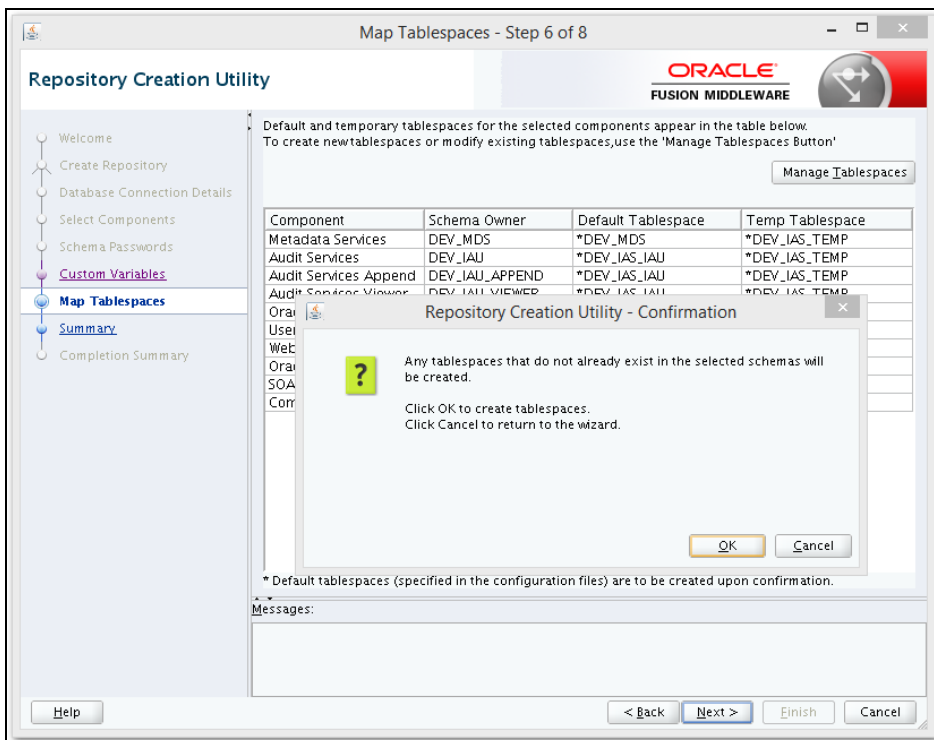 Map Tablespaces - Step 6 of 8
Repository Creation Utility
ORACLE
FUSION MIDDLEWARE
Welcome
Create Repository
Database Connection Details
Select Components
Schema Passwords
Custom Variables
Map Tablespaces
Summary
Completion Summary
Default and temporary tablespaces for the selected components appear in the table below.
To create new tablespaces or modify existing tablespaces,use the 'Manage Tablespaces Button'
Manage Tablespaces
Component Schema Owner Default Tablespace Temp Tablespace
Metadata Services DEV_MDS *DEV_MDS *DEV_IAS_TEMP
Audit Services DEV_IAU *DEV_IAS_IAU *DEV_IAS_TEMP
Audit Services Append DEV_IAU_APPEND *DEV_IAS_IAU *DEV_IAS_TEMP
Audit Services Viewer DEV_IAU_VIEWER *DEV_IAS_IAU *DEV_IAS_TEMP
Repository Creation Utility - Confirmation
Any tablespaces that do not already exist in the selected schemas will
be created.
Click OK to create tablespaces.
Click Cancel to return to the wizard.
OK Cancel
* Default tablespaces (specified in the configuration files) are to be created upon confirmation.
Messages:
Help < Back Next > Finish Cancel